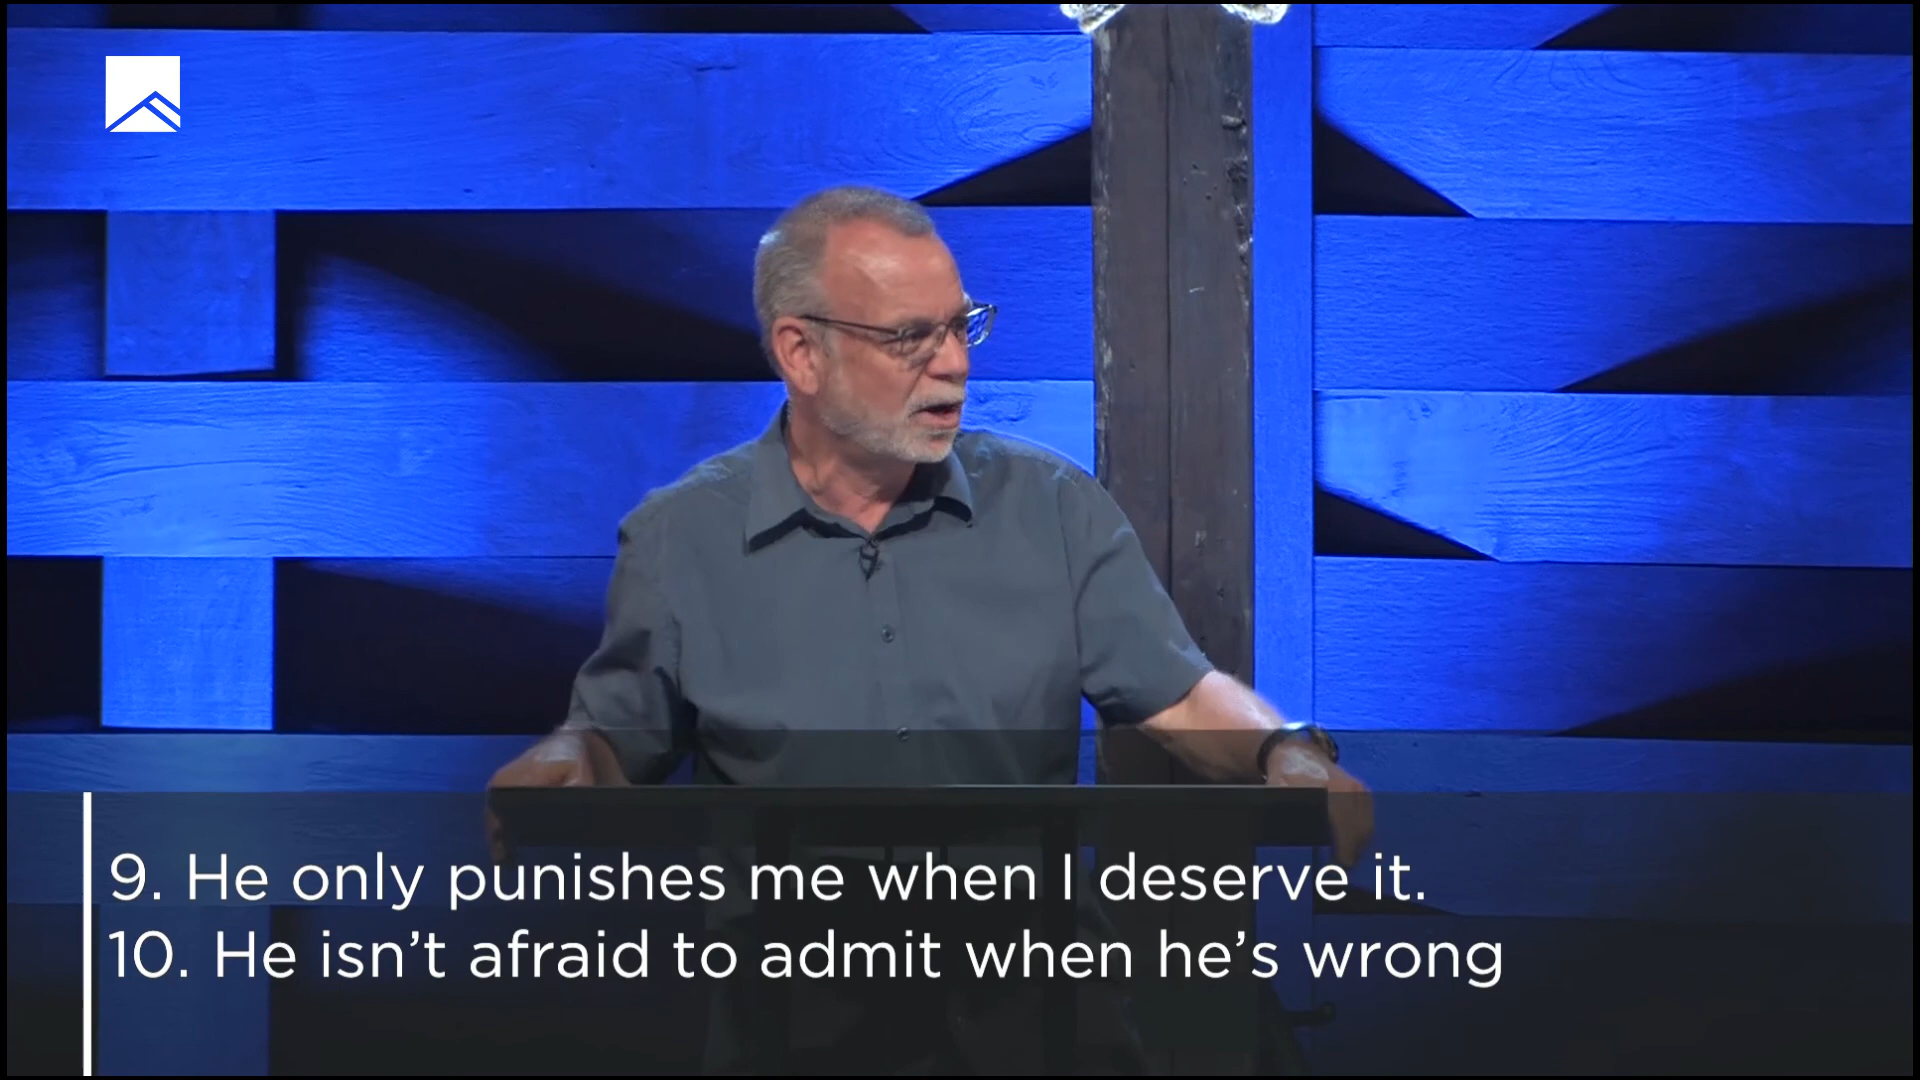 9. He only punishes me when I deserve it.
10. He isn’t afraid to admit when he’s wrong